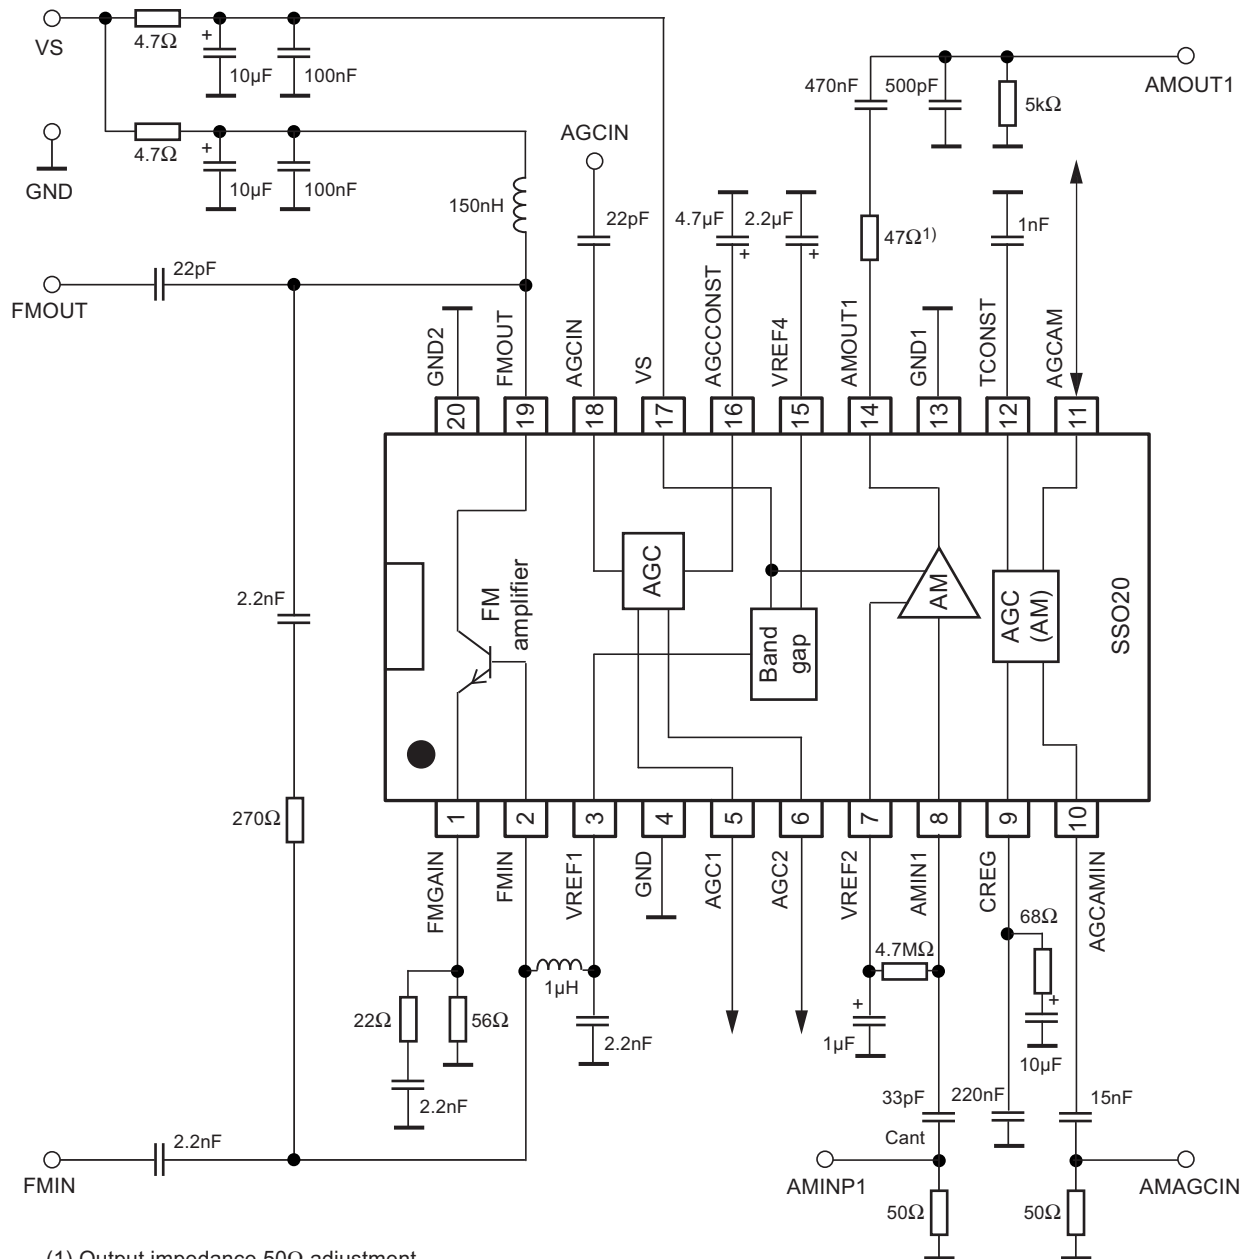 VS
4.7Ω
+
10µF
100nF
GND
4.7Ω
+
10µF
100nF
150nH
AGCIN
22pF
4.7µF
+
2.2µF
+
470nF
500pF
5kΩ
AMOUT1
47Ω1)
1nF
FMOUT
22pF
GND2
FMOUT
AGCIN
VS
AGCCONST
VREF4
AMOUT1
GND1
TCONST
AGCAM
20
19
18
17
16
15
14
13
12
11
2.2nF
270Ω
FM
amplifier
AGC
Band
gap
AM
AGC
(AM)
SSO20
1
2
3
4
5
6
7
8
9
10
FMGAIN
FMIN
VREF1
GND
AGC1
AGC2
VREF2
AMIN1
CREG
AGCAMIN
22Ω
56Ω
2.2nF
1µH
2.2nF
4.7MΩ
+
1µF
68Ω
+
10µF
33pF
Cant
220nF
15nF
FMIN
2.2nF
AMINP1
50Ω
50Ω
AMAGCIN
(1) Output impedance 50Ω adjustment